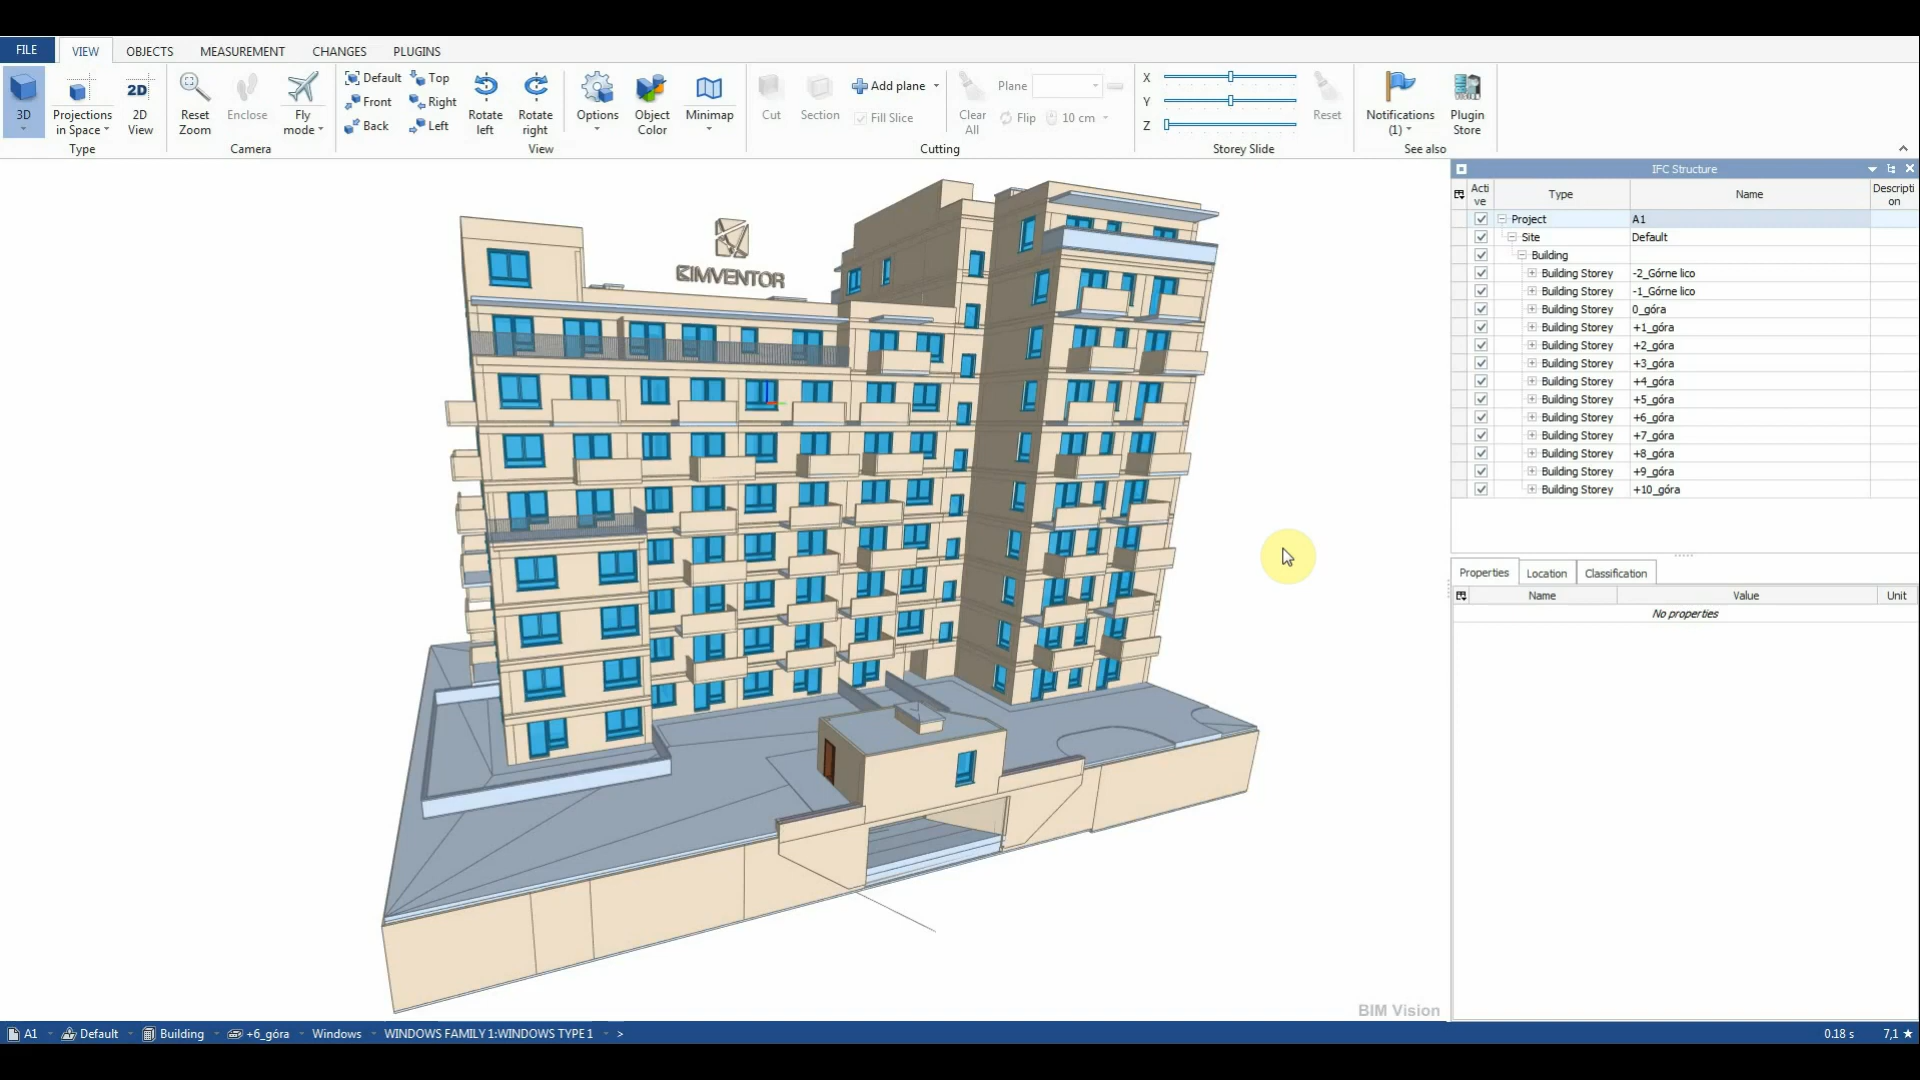 FILE VIEW OBJECTS MEASUREMENT CHANGES PLUGINS
3D
Projections in Space
2D View
Type
Reset Zoom
Enclose
Fly mode
Camera
Default
Front
Back
Top
Right
Left
Rotate left
Rotate right
Options
Object Color
Minimap
View
Cut
Section
Add plane
Fill Slice
Clear All
Plane
Flip
10 cm
Cutting
X
Y
Z
Reset
Storey Slide
Notifications (1)
Plugin Store
See also
BIMVENTOR
IFC Structure
Active Type Name Description
Project A1
Site Default
Building
Building Storey -2_Górne lico
Building Storey -1_Górne lico
Building Storey 0_góra
Building Storey +1_góra
Building Storey +2_góra
Building Storey +3_góra
Building Storey +4_góra
Building Storey +5_góra
Building Storey +6_góra
Building Storey +7_góra
Building Storey +8_góra
Building Storey +9_góra
Building Storey +10_góra
Properties Location Classification
Name Value Unit
No properties
BIM Vision
A1 Default Building +6_góra Windows WINDOWS FAMILY 1:WINDOWS TYPE 1 >
0.18 s 7,1 ★